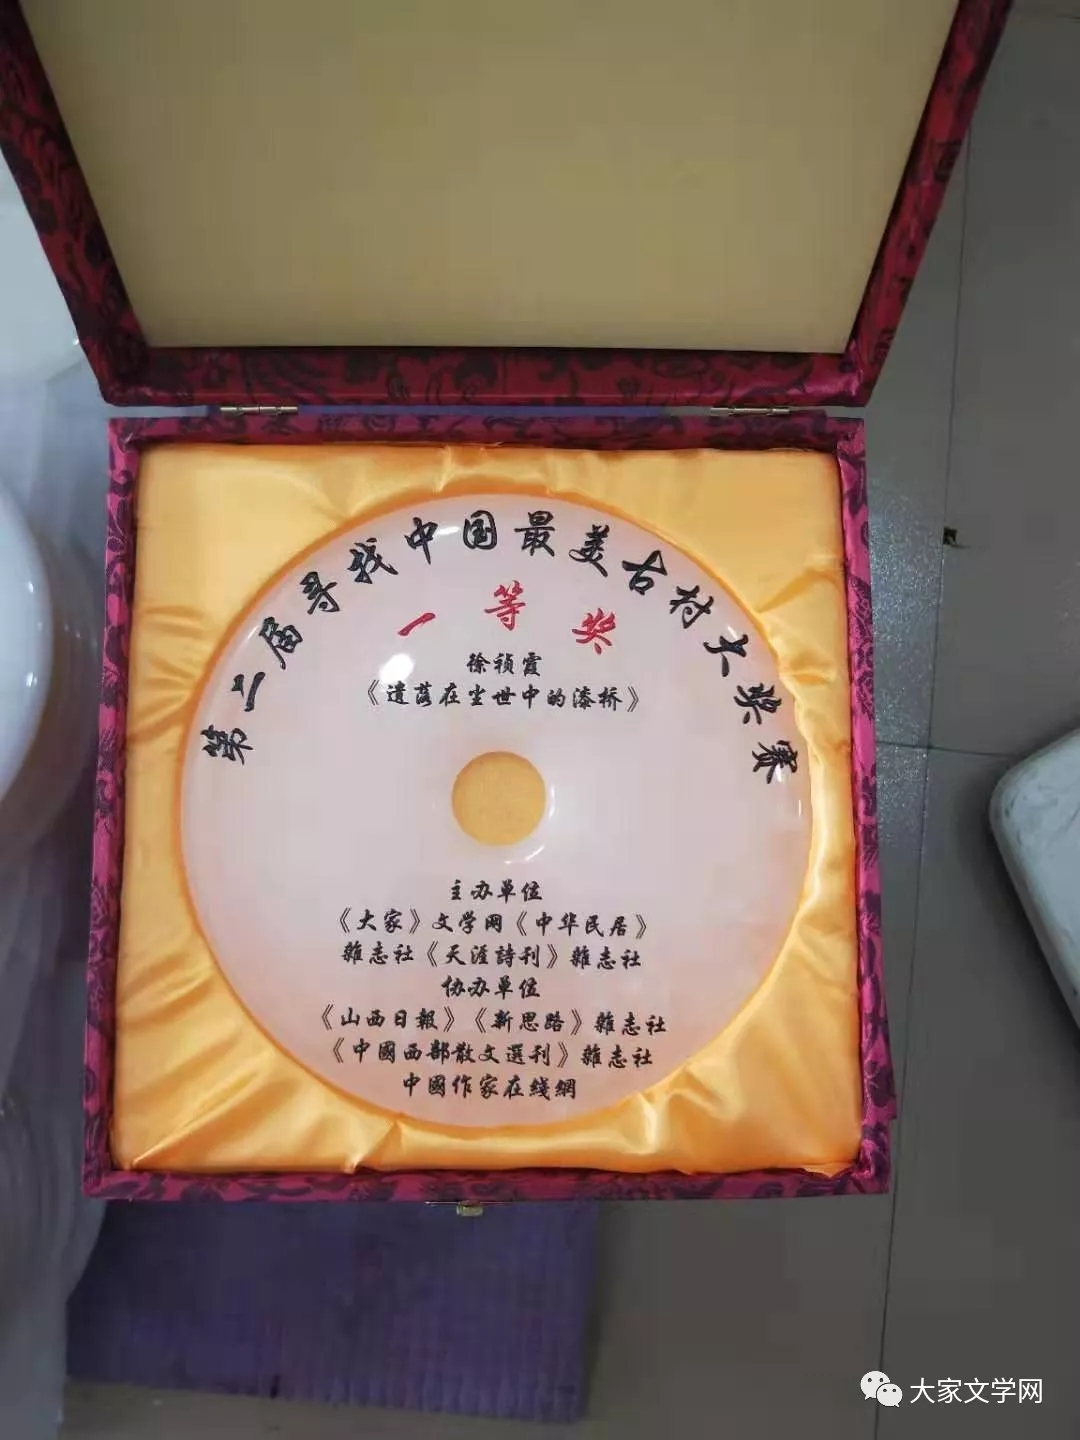 第二届寻找中国最美古村大奖赛
一等奖
徐祯霞
《遗落在尘世中的漆桥》
主办单位
《大家》文学网《中华民居》
雜志社《天涯詩刊》雜志社
协办单位
《山西日報》《新思路》雜志社
《中國西部散文選刊》雜志社
中國作家在綫網
大家文学网